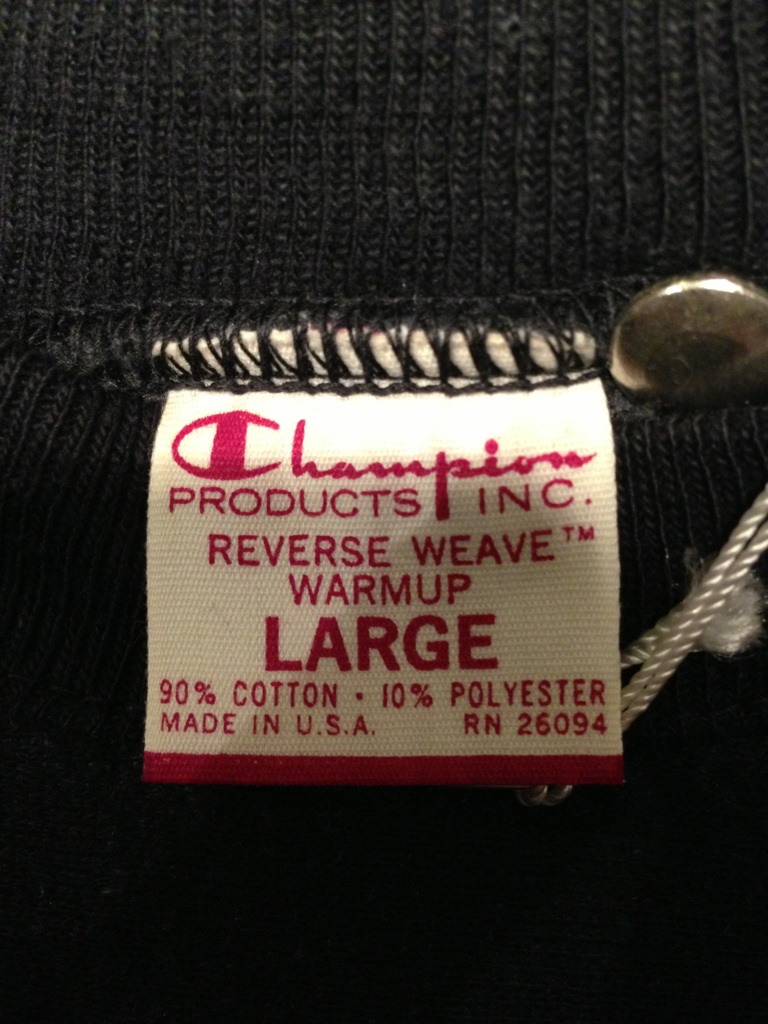 Champion
PRODUCTS INC.
REVERSE WEAVE™
WARMUP
LARGE
90% COTTON · 10% POLYESTER
MADE IN U.S.A. RN 26094